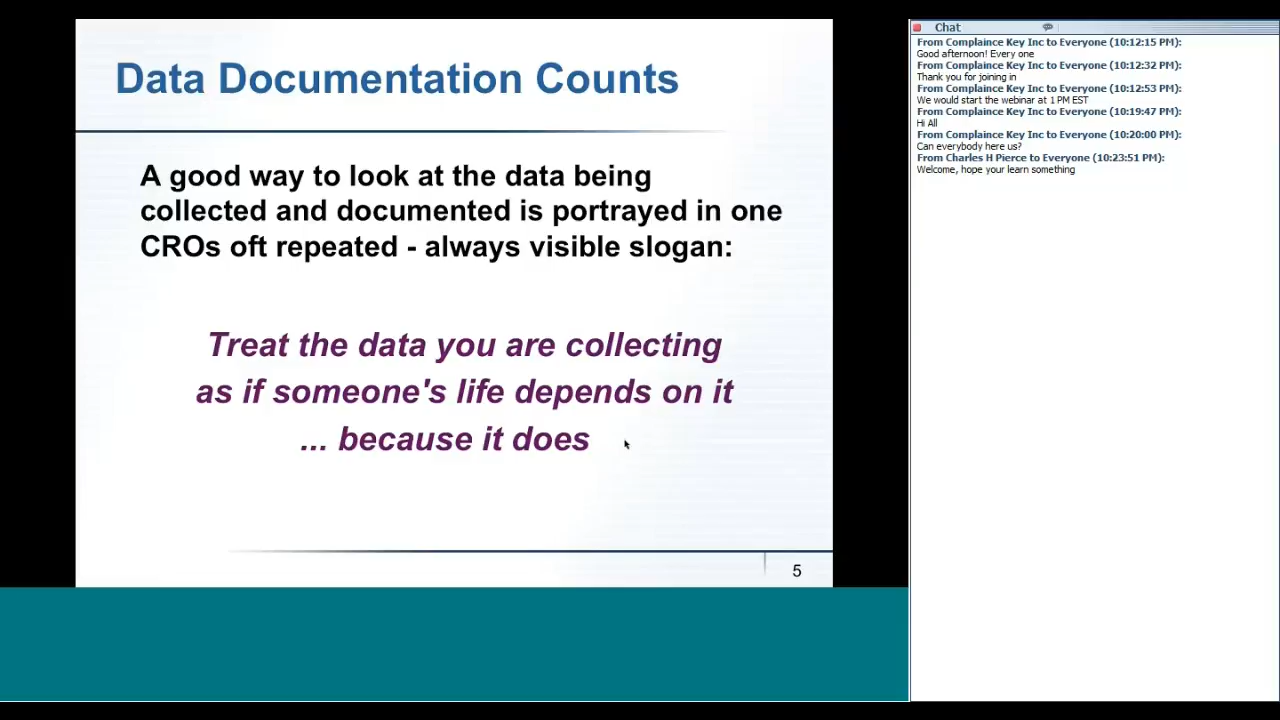 Data Documentation Counts
A good way to look at the data being
collected and documented is portrayed in one
CROs oft repeated - always visible slogan:
Treat the data you are collecting
as if someone's life depends on it
... because it does
5
Chat
From Complaince Key Inc to Everyone (10:12:15 PM):
Good afternoon! Every one
From Complaince Key Inc to Everyone (10:12:32 PM):
Thank you for joining in
From Complaince Key Inc to Everyone (10:12:53 PM):
We would start the webinar at 1 PM EST
From Complaince Key Inc to Everyone (10:19:47 PM):
Hi All
From Complaince Key Inc to Everyone (10:20:00 PM):
Can everybody here us?
From Charles H Pierce to Everyone (10:23:51 PM):
Welcome, hope your learn something